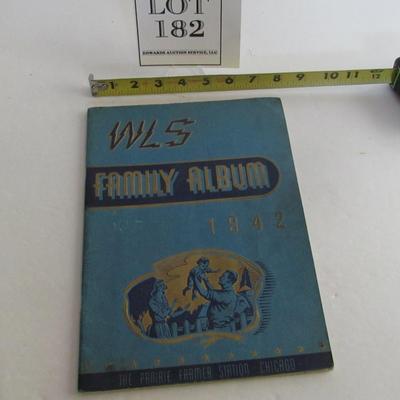 LOT
182
EDWARDS AUCTION SERVICE, LLC
1 2 3 4 5 6 7 8 9 10 11 12
WLS
FAMILY ALBUM
1942
THE PRAIRIE FARMER STATION - CHICAGO